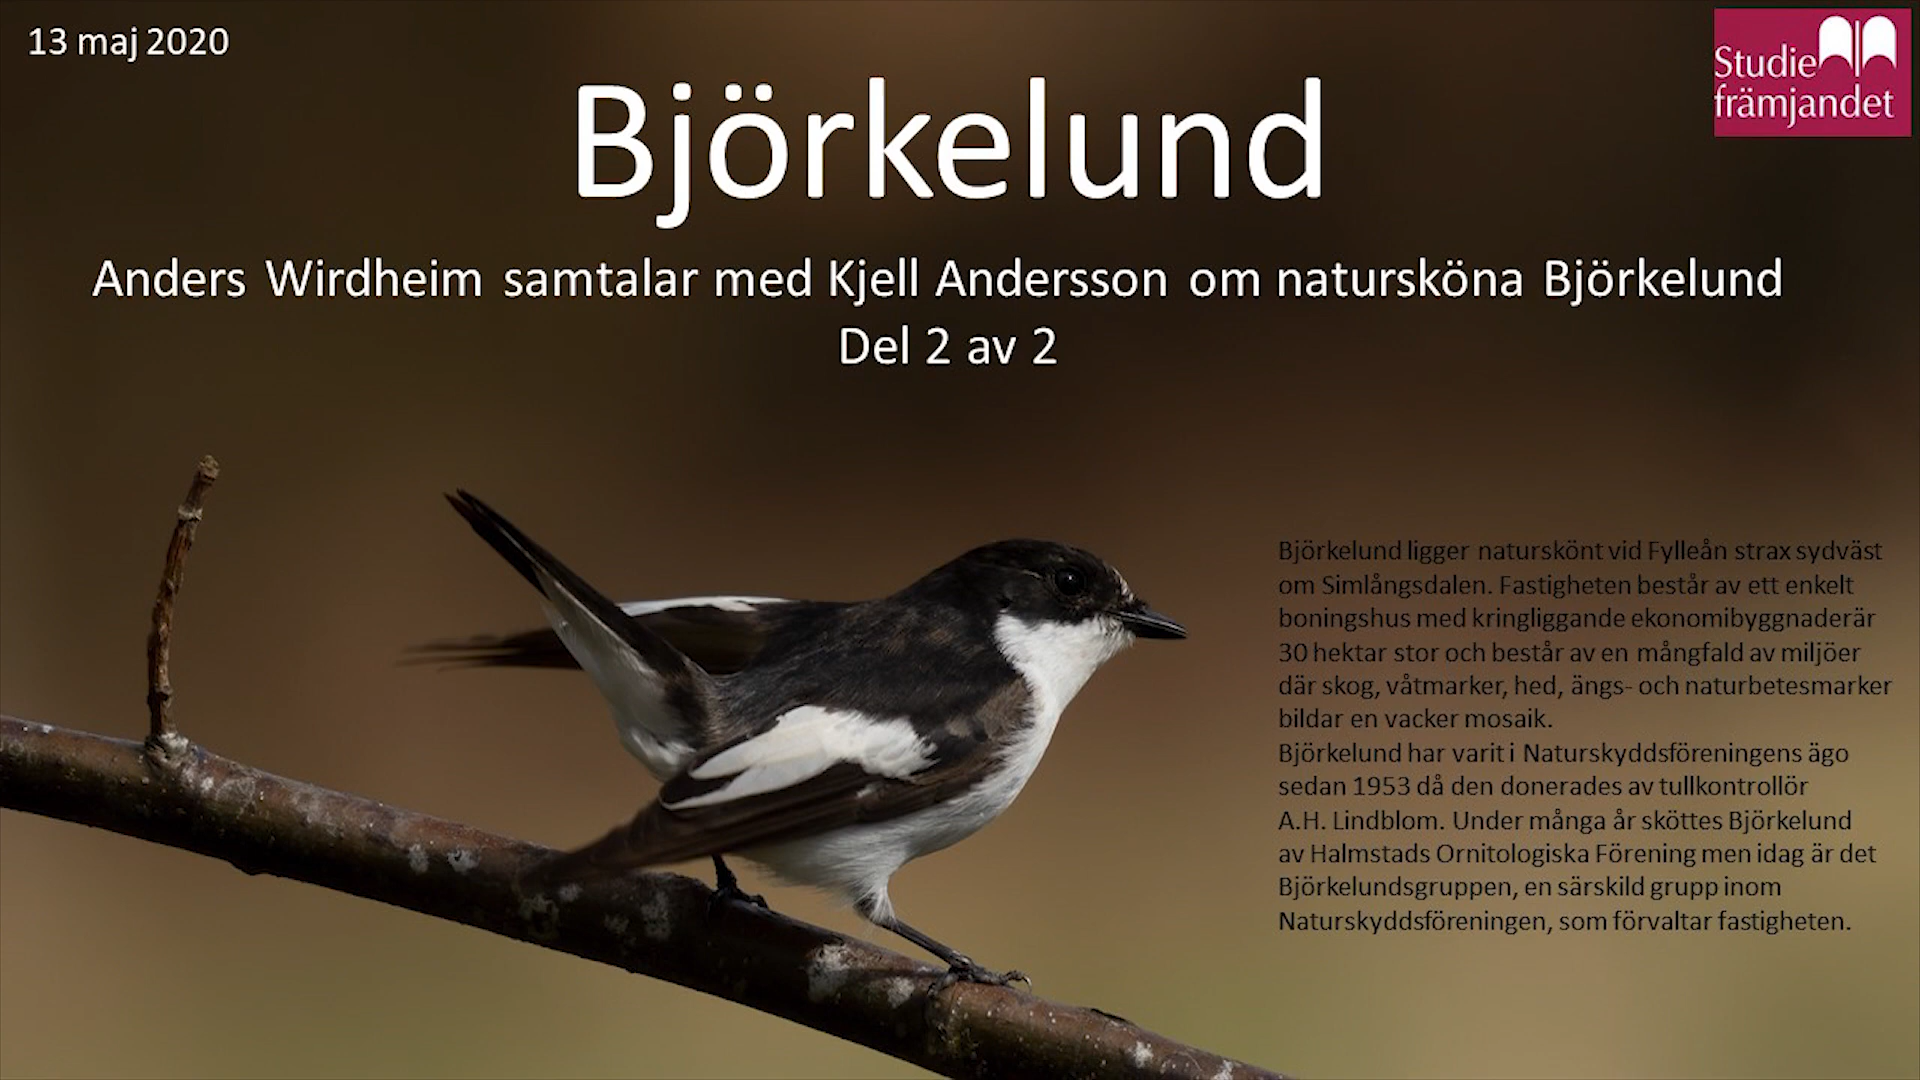 13 maj 2020
Studie
främjandet
Björkelund
Anders Wirdheim samtalar med Kjell Andersson om natursköna Björkelund
Del 2 av 2
Björkelund ligger naturskönt vid Fylleån strax sydväst
om Simlångsdalen. Fastigheten består av ett enkelt
boningshus med kringliggande ekonomibyggnaderär
30 hektar stor och består av en mångfald av miljöer
där skog, våtmarker, hed, ängs- och naturbetesmarker
bildar en vacker mosaik.
Björkelund har varit i Naturskyddsföreningens ägo
sedan 1953 då den donerades av tullkontrollör
A.H. Lindblom. Under många år sköttes Björkelund
av Halmstads Ornitologiska Förening men idag är det
Björkelundsgruppen, en särskild grupp inom
Naturskyddsföreningen, som förvaltar fastigheten.